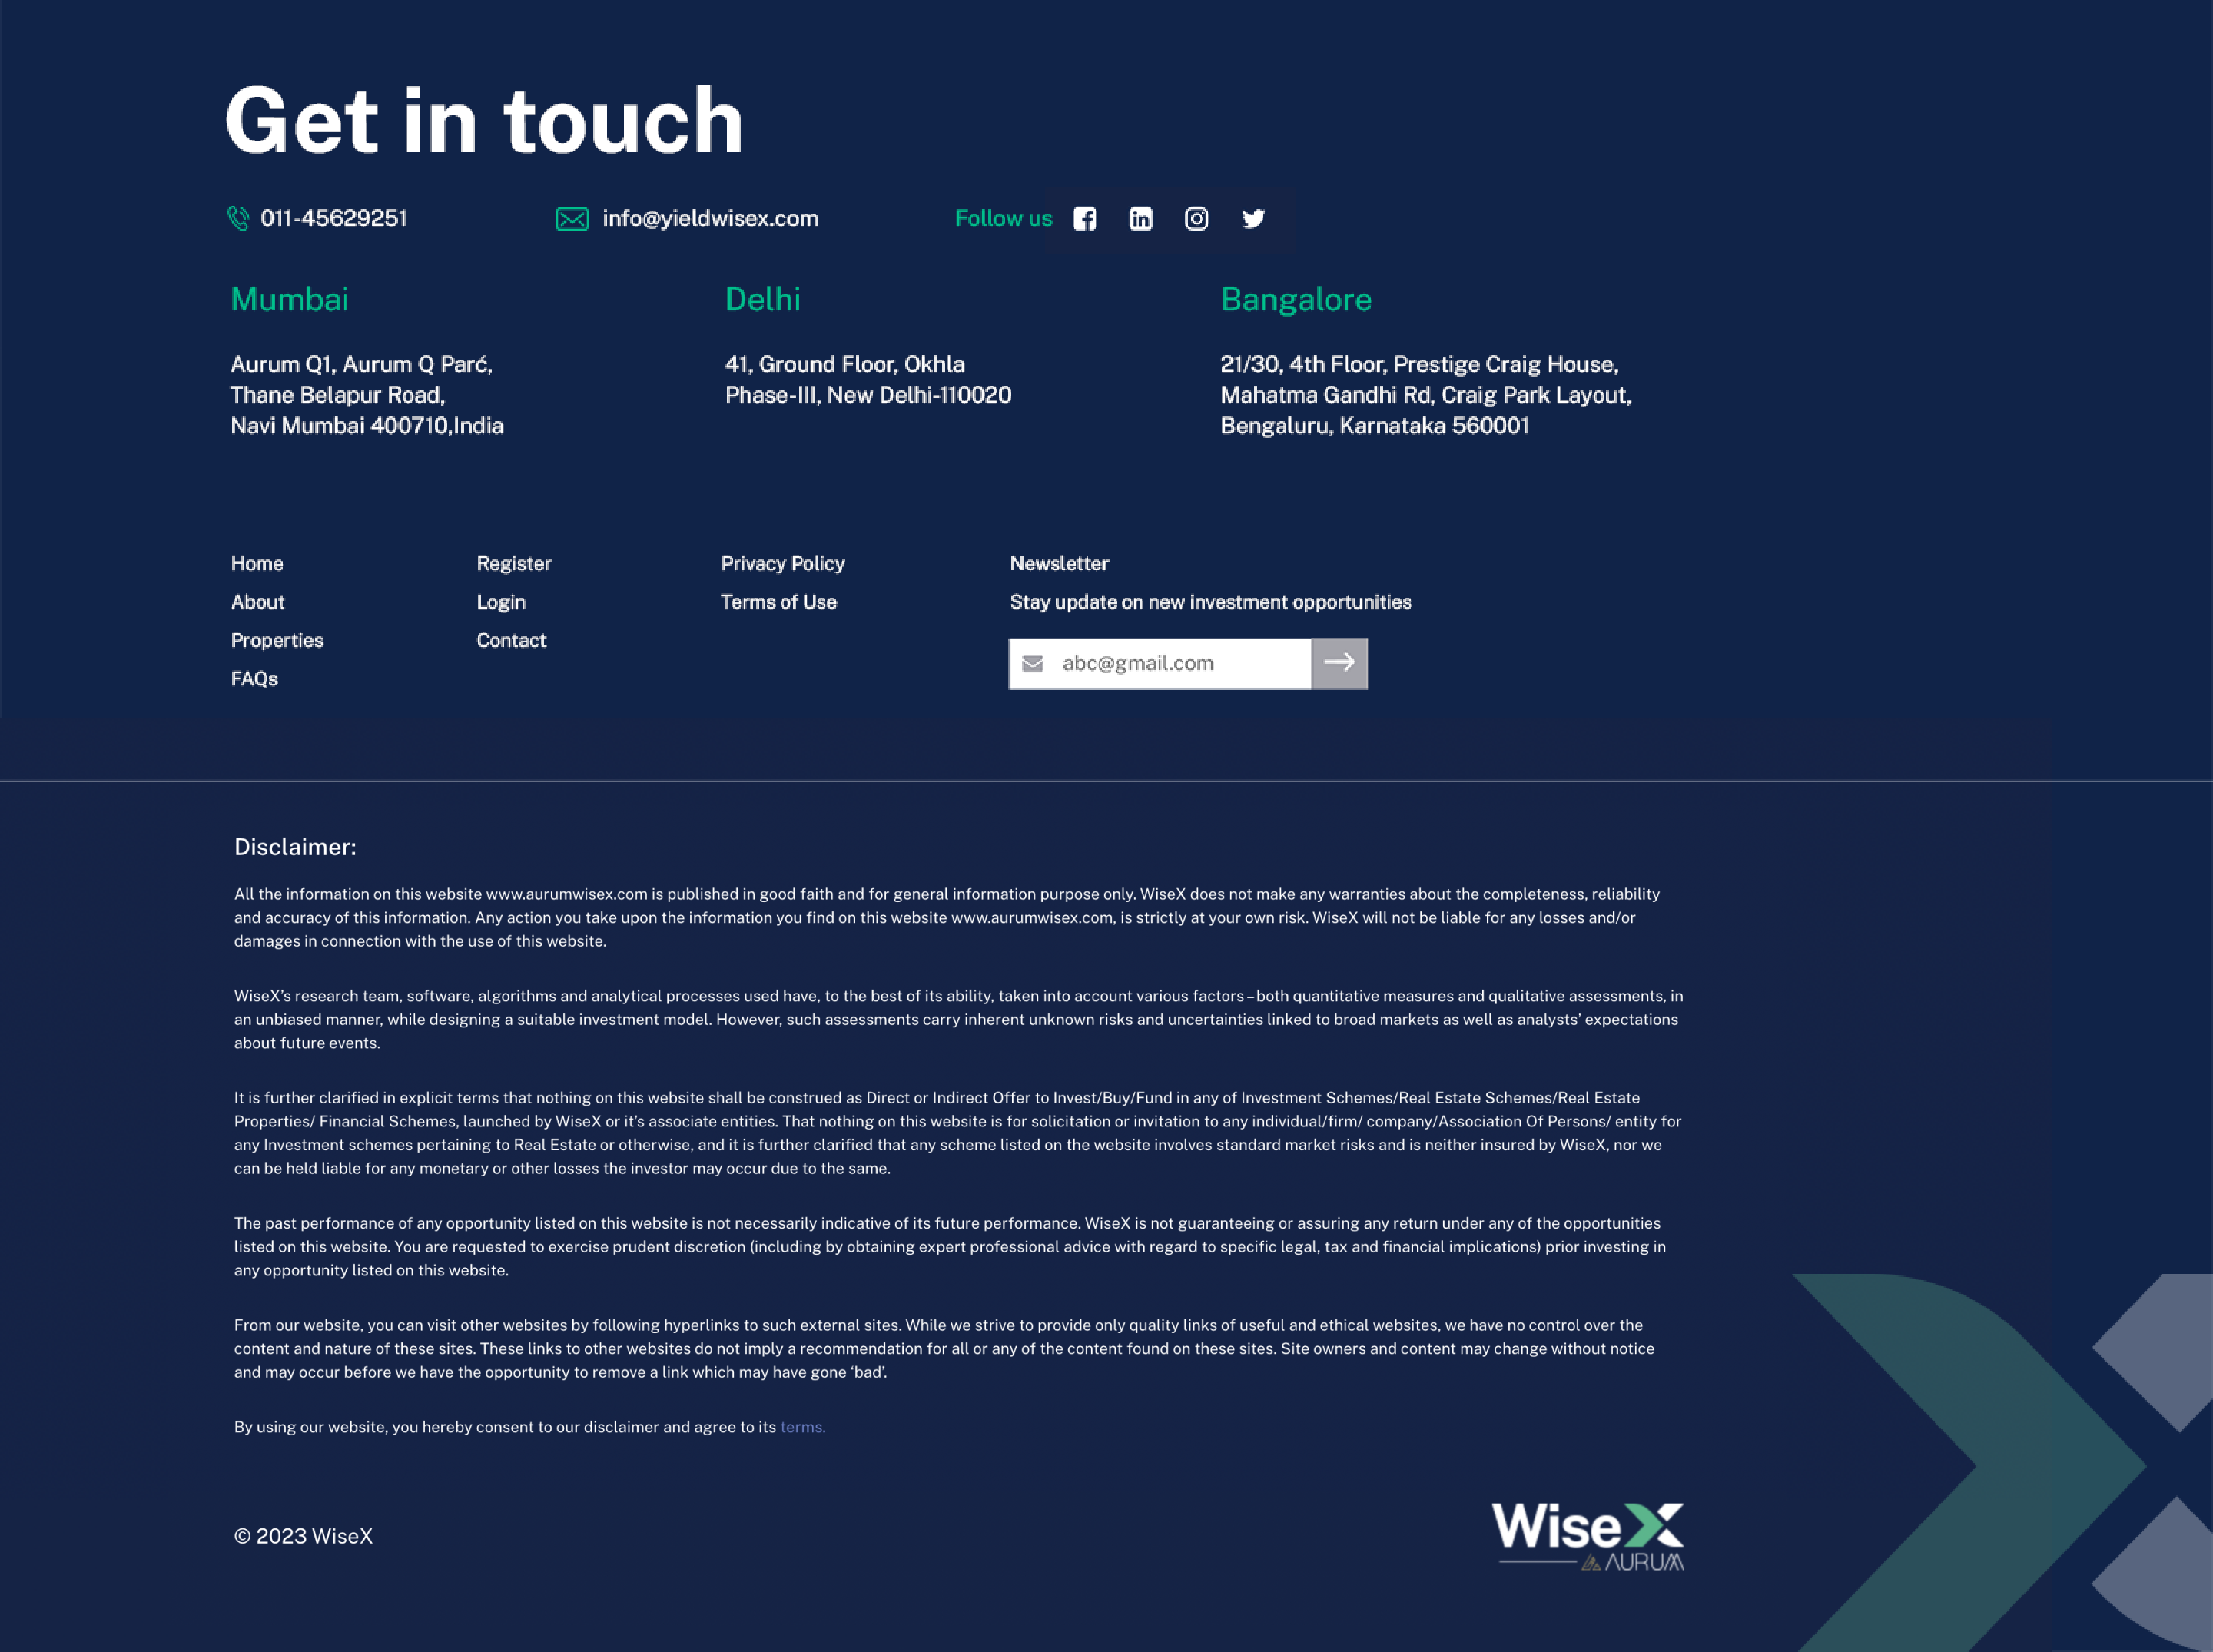 Get in touch
011-45629251
info@yieldwisex.com
Follow us
Mumbai
Aurum Q1, Aurum Q Parć,
Thane Belapur Road,
Navi Mumbai 400710,India
Delhi
41, Ground Floor, Okhla
Phase-III, New Delhi-110020
Bangalore
21/30, 4th Floor, Prestige Craig House,
Mahatma Gandhi Rd, Craig Park Layout,
Bengaluru, Karnataka 560001
Home
About
Properties
FAQs
Register
Login
Contact
Privacy Policy
Terms of Use
Newsletter
Stay update on new investment opportunities
abc@gmail.com
Disclaimer:
All the information on this website www.aurumwisex.com is published in good faith and for general information purpose only. WiseX does not make any warranties about the completeness, reliability
and accuracy of this information. Any action you take upon the information you find on this website www.aurumwisex.com, is strictly at your own risk. WiseX will not be liable for any losses and/or
damages in connection with the use of this website.
WiseX’s research team, software, algorithms and analytical processes used have, to the best of its ability, taken into account various factors – both quantitative measures and qualitative assessments, in
an unbiased manner, while designing a suitable investment model. However, such assessments carry inherent unknown risks and uncertainties linked to broad markets as well as analysts’ expectations
about future events.
It is further clarified in explicit terms that nothing on this website shall be construed as Direct or Indirect Offer to Invest/Buy/Fund in any of Investment Schemes/Real Estate Schemes/Real Estate
Properties/ Financial Schemes, launched by WiseX or it’s associate entities. That nothing on this website is for solicitation or invitation to any individual/firm/ company/Association Of Persons/ entity for
any Investment schemes pertaining to Real Estate or otherwise, and it is further clarified that any scheme listed on the website involves standard market risks and is neither insured by WiseX, nor we
can be held liable for any monetary or other losses the investor may occur due to the same.
The past performance of any opportunity listed on this website is not necessarily indicative of its future performance. WiseX is not guaranteeing or assuring any return under any of the opportunities
listed on this website. You are requested to exercise prudent discretion (including by obtaining expert professional advice with regard to specific legal, tax and financial implications) prior investing in
any opportunity listed on this website.
From our website, you can visit other websites by following hyperlinks to such external sites. While we strive to provide only quality links of useful and ethical websites, we have no control over the
content and nature of these sites. These links to other websites do not imply a recommendation for all or any of the content found on these sites. Site owners and content may change without notice
and may occur before we have the opportunity to remove a link which may have gone ‘bad’.
By using our website, you hereby consent to our disclaimer and agree to its terms.
© 2023 WiseX
WiseX
AURUM